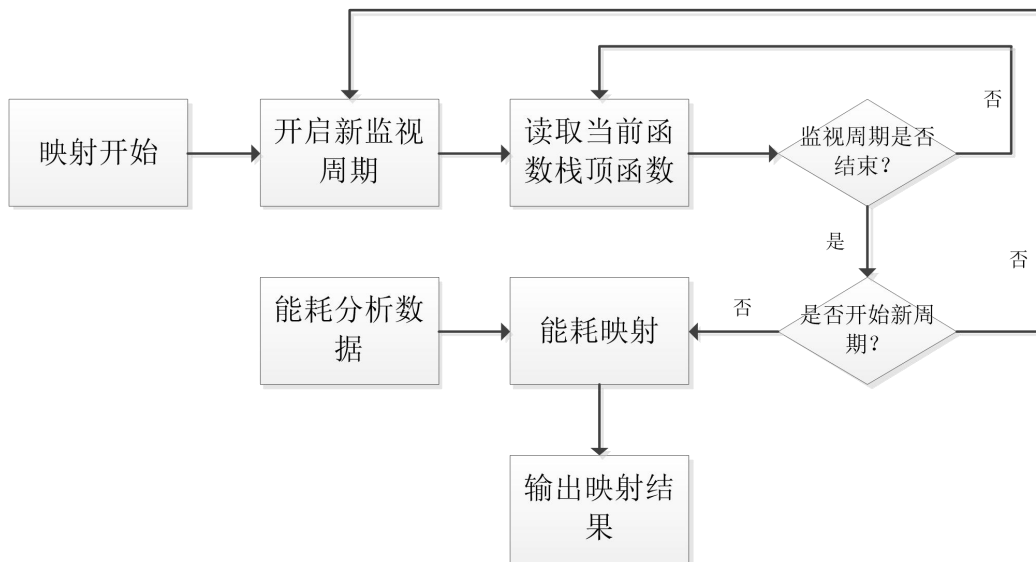 否
映射开始
开启新监视
周期
读取当前函
数栈顶函数
监视周期是否
结束？
是
否
能耗分析数
据
能耗映射
否
是否开始新周
期？
输出映射结
果